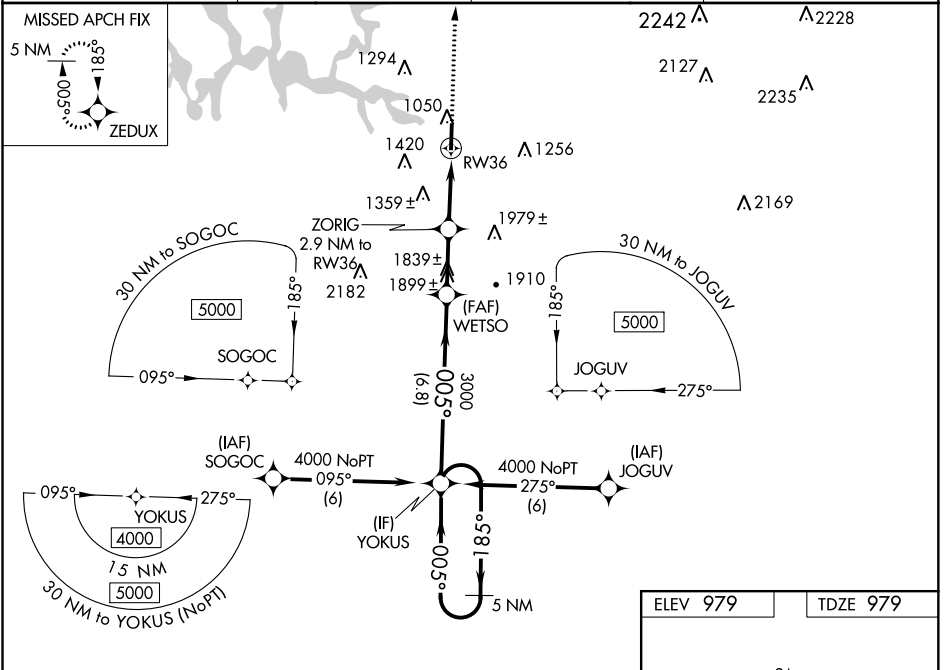 MISSED APCH FIX
5 NM
185°
005°
ZEDUX
1294
1050
1420
RW36
1256
2242
2228
2127
2235
1359±
2169
ZORIG
2.9 NM to
RW36
1979±
1839±
1899±
2182
1910
(FAF)
WETSO
30 NM to SOGOC
5000
185°
SOGOC
095°
30 NM to JOGUV
5000
185°
JOGUV
275°
3000
005°
(6.8)
(IAF)
SOGOC
4000 NoPT
095°
(6)
(IF)
YOKUS
4000 NoPT
275°
(6)
(IAF)
JOGUV
095°
275°
YOKUS
4000
15 NM
5000
30 NM to YOKUS (NoPT)
005°
185°
5 NM
ELEV 979
TDZE 979